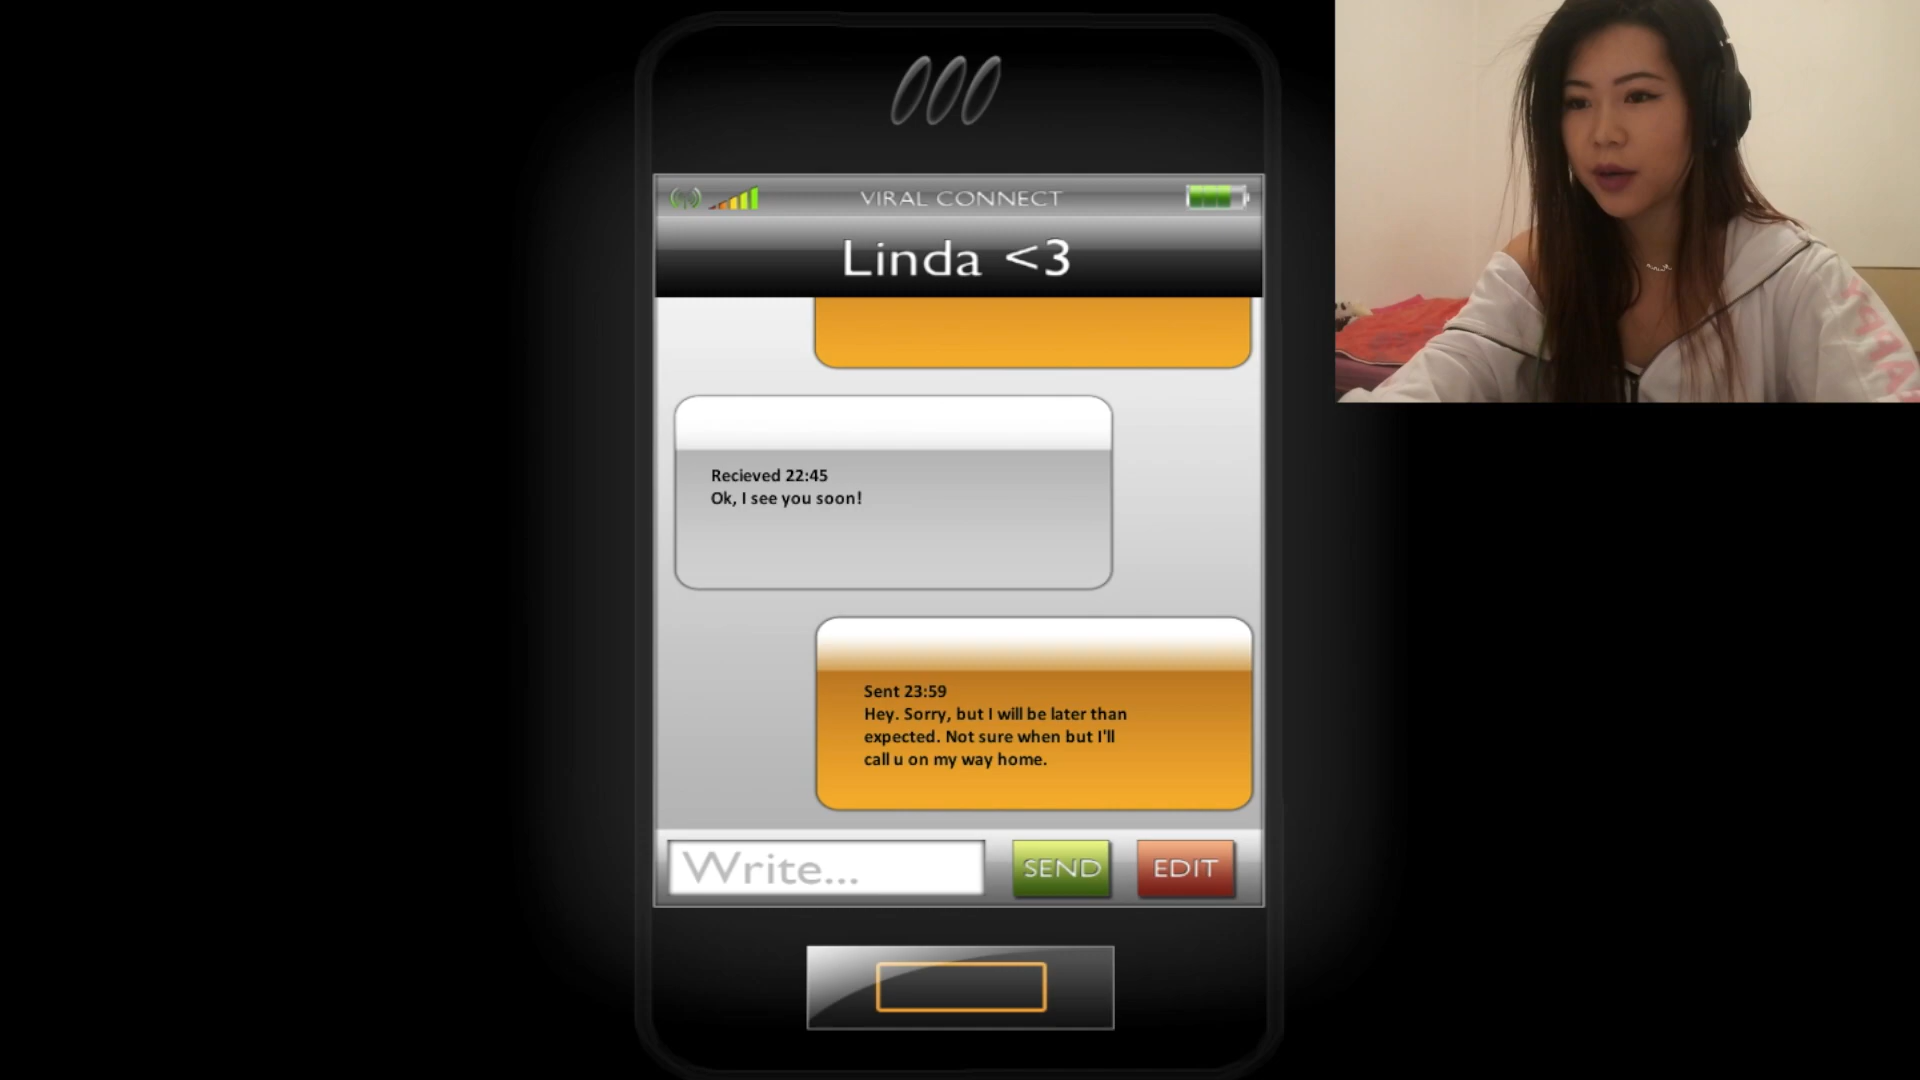 VIRAL CONNECT
Linda <3
Recieved 22:45
Ok, I see you soon!
Sent 23:59
Hey. Sorry, but I will be later than
expected. Not sure when but I'll
call u on my way home.
Write...
SEND
EDIT